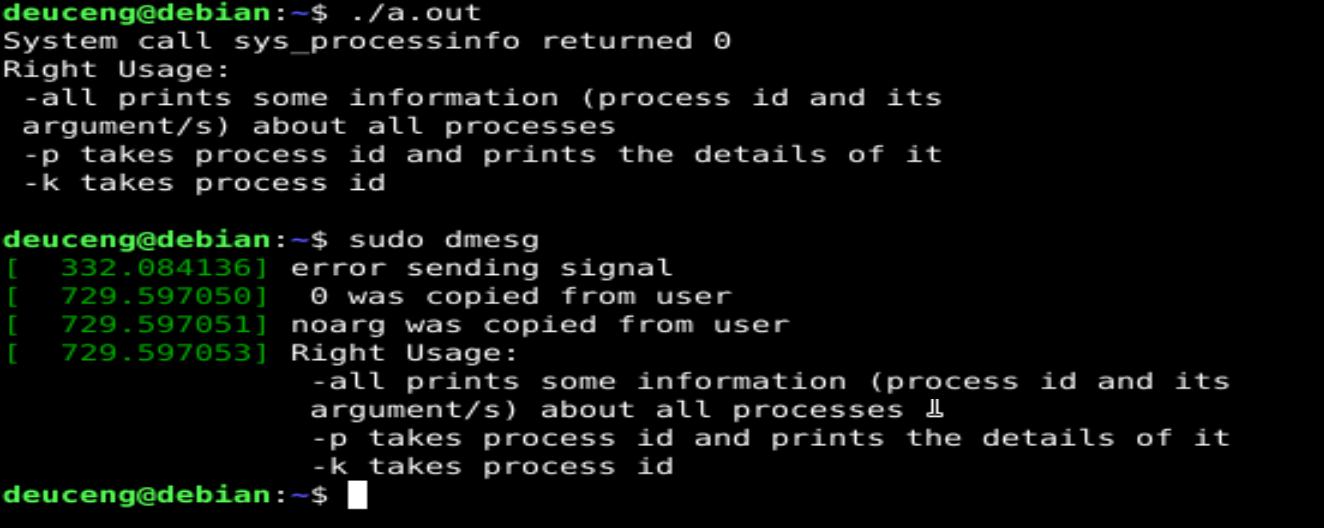 deuceng@debian:~$ ./a.out
System call sys_processinfo returned 0
Right Usage:
 -all prints some information (process id and its
 argument/s) about all processes
 -p takes process id and prints the details of it
 -k takes process id
deuceng@debian:~$ sudo dmesg
[  332.084136] error sending signal
[  729.597050]  0 was copied from user
[  729.597051] noarg was copied from user
[  729.597053] Right Usage:
                -all prints some information (process id and its
                argument/s) about all processes
                -p takes process id and prints the details of it
                -k takes process id
deuceng@debian:~$